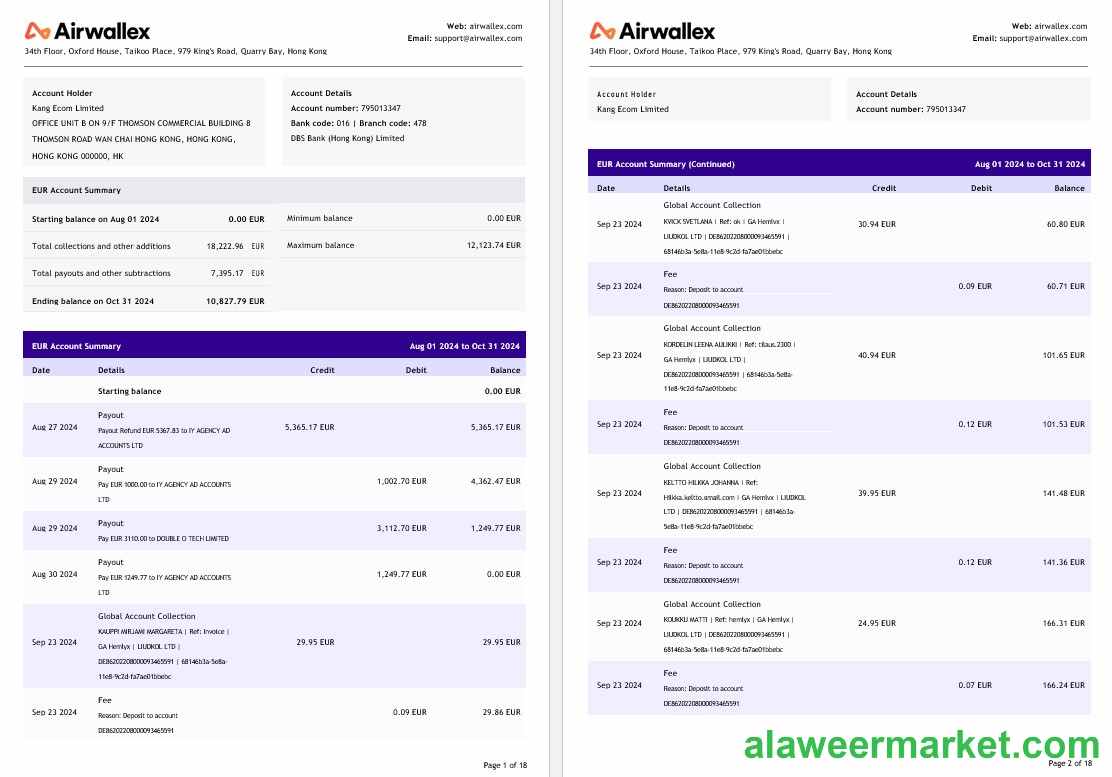 Airwallex
Web: airwallex.com
Email: support@airwallex.com
34th Floor, Oxford House, Taikoo Place, 979 King's Road, Quarry Bay, Hong Kong
Account Holder
Kang Ecom Limited
OFFICE UNIT B ON 9/F THOMSON COMMERCIAL BUILDING 8
THOMSON ROAD WAN CHAI HONG KONG, HONG KONG,
HONG KONG 000000, HK
Account Details
Account number: 795013347
Bank code: 016 | Branch code: 478
DBS Bank (Hong Kong) Limited
EUR Account Summary
Starting balance on Aug 01 2024 0.00 EUR Minimum balance 0.00 EUR
Total collections and other additions 18,222.96 EUR Maximum balance 12,123.74 EUR
Total payouts and other subtractions 7,395.17 EUR
Ending balance on Oct 31 2024 10,827.79 EUR
EUR Account Summary Aug 01 2024 to Oct 31 2024
Date Details Credit Debit Balance
Starting balance 0.00 EUR
Payout
Aug 27 2024 Payout Refund EUR 5367.83 to IY AGENCY AD 5,365.17 EUR 5,365.17 EUR
ACCOUNTS LTD
Payout
Aug 29 2024 Pay EUR 1000.00 to IY AGENCY AD ACCOUNTS 1,002.70 EUR 4,362.47 EUR
LTD
Payout
Aug 29 2024 3,112.70 EUR 1,249.77 EUR
Pay EUR 3110.00 to DOUBLE O TECH LIMITED
Payout
Aug 30 2024 Pay EUR 1249.77 to IY AGENCY AD ACCOUNTS 1,249.77 EUR 0.00 EUR
LTD
Global Account Collection
KAUPPI MIRJAMI MARGARETA | Ref: Invoice |
Sep 23 2024 GA Hemlyx | LIUDKOL LTD | 29.95 EUR 29.95 EUR
DE86202208000093465591 | 68146b3a-5e8a-
11e8-9c2d-fa7ae01bbebc
Fee
Sep 23 2024 Reason: Deposit to account 0.09 EUR 29.86 EUR
DE86202208000093465591
Page 1 of 18
Airwallex
Web: airwallex.com
Email: support@airwallex.com
34th Floor, Oxford House, Taikoo Place, 979 King's Road, Quarry Bay, Hong Kong
Account Holder
Kang Ecom Limited
Account Details
Account number: 795013347
EUR Account Summary (Continued) Aug 01 2024 to Oct 31 2024
Date Details Credit Debit Balance
Global Account Collection
Sep 23 2024 KVICK SVETLANA | Ref: ok | GA Hemlyx | 30.94 EUR 60.80 EUR
LIUDKOL LTD | DE86202208000093465591 |
68146b3a-5e8a-11e8-9c2d-fa7ae01bbebc
Fee
Sep 23 2024 Reason: Deposit to account 0.09 EUR 60.71 EUR
DE86202208000093465591
Global Account Collection
KORDELIN LEENA AULIKKI | Ref: tilaus.2300 |
Sep 23 2024 GA Hemlyx | LIUDKOL LTD | 40.94 EUR 101.65 EUR
DE86202208000093465591 | 68146b3a-5e8a-
11e8-9c2d-fa7ae01bbebc
Fee
Sep 23 2024 Reason: Deposit to account 0.12 EUR 101.53 EUR
DE86202208000093465591
Global Account Collection
KELTTO HILKKA JOHANNA | Ref:
Sep 23 2024 Hilkka.keltto.email.com | GA Hemlyx | LIUDKOL 39.95 EUR 141.48 EUR
LTD | DE86202208000093465591 | 68146b3a-
5e8a-11e8-9c2d-fa7ae01bbebc
Fee
Sep 23 2024 Reason: Deposit to account 0.12 EUR 141.36 EUR
DE86202208000093465591
Global Account Collection
Sep 23 2024 KOUKKU MATTI | Ref: hemlyx | GA Hemlyx | 24.95 EUR 166.31 EUR
LIUDKOL LTD | DE86202208000093465591 |
68146b3a-5e8a-11e8-9c2d-fa7ae01bbebc
Fee
Sep 23 2024 Reason: Deposit to account 0.07 EUR 166.24 EUR
DE86202208000093465591
alaweermarket.com
Page 2 of 18